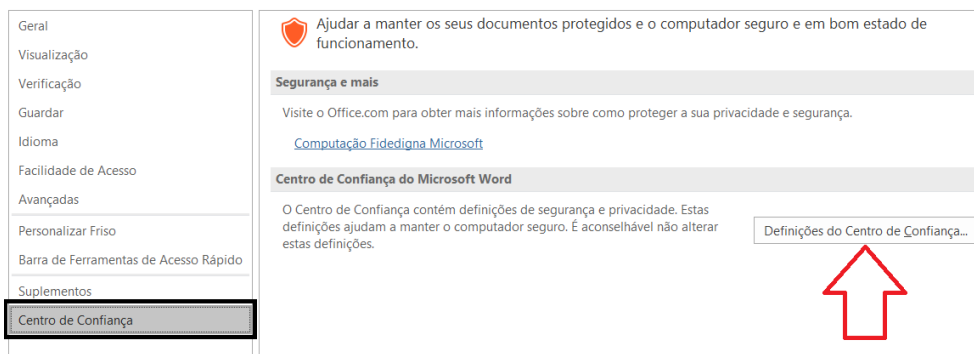 Geral
Visualização
Verificação
Guardar
Idioma
Facilidade de Acesso
Avançadas
Personalizar Friso
Barra de Ferramentas de Acesso Rápido
Suplementos
Centro de Confiança
Ajudar a manter os seus documentos protegidos e o computador seguro e em bom estado de
funcionamento.
Segurança e mais
Visite o Office.com para obter mais informações sobre como proteger a sua privacidade e segurança.
Computação Fidedigna Microsoft
Centro de Confiança do Microsoft Word
O Centro de Confiança contém definições de segurança e privacidade. Estas
definições ajudam a manter o computador seguro. É aconselhável não alterar
estas definições.
Definições do Centro de Confiança...